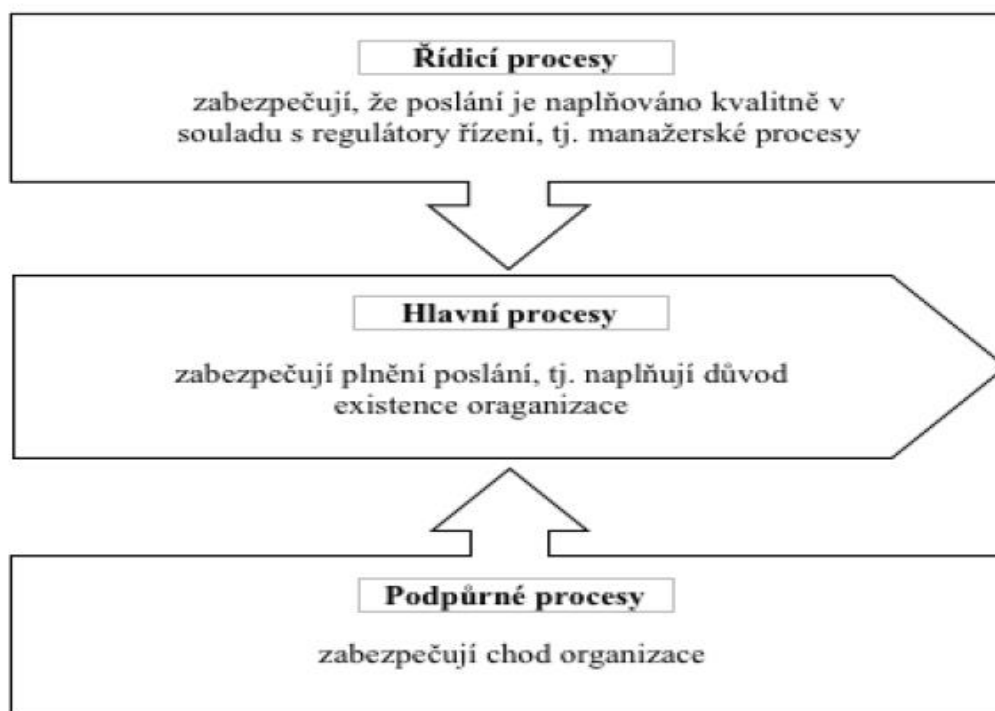 Řídicí procesy
zabezpečují, že poslání je naplňováno kvalitně v
souladu s regulátory řízení, tj. manažerské procesy
Hlavní procesy
zabezpečují plnění poslání, tj. naplňují důvod
existence oraganizace
Podpůrné procesy
zabezpečují chod organizace